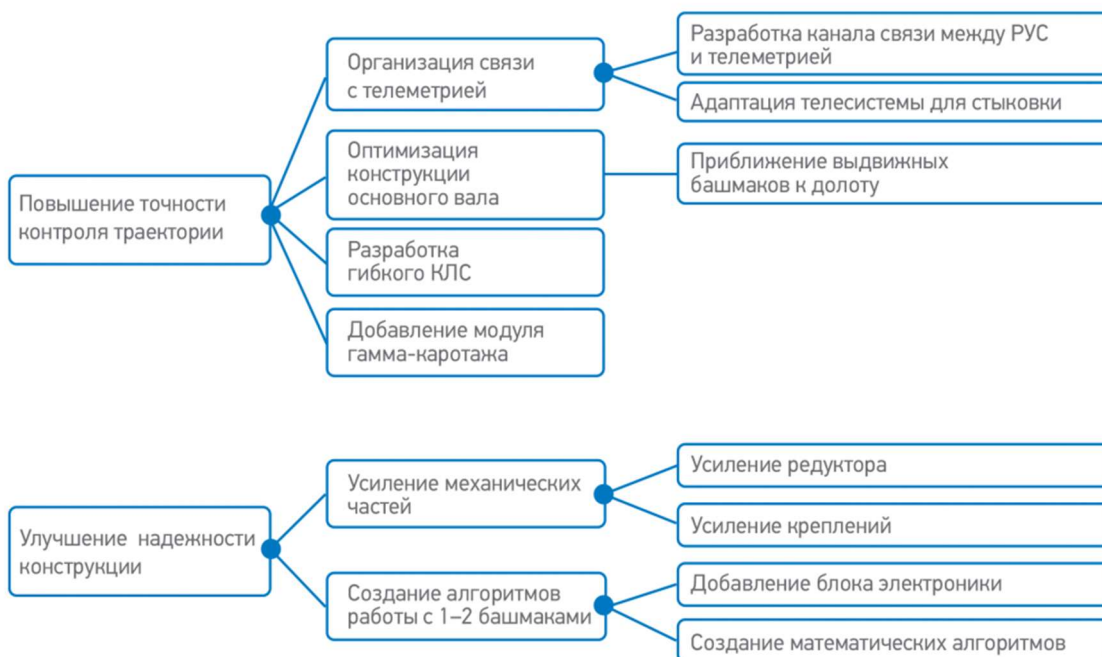 Повышение точности
контроля траектории
Организация связи
с телеметрией
Разработка канала связи между РУС
и телеметрией
Адаптация телесистемы для стыковки
Оптимизация
конструкции
основного вала
Приближение выдвижных
башмаков к долоту
Разработка
гибкого КЛС
Добавление модуля
гамма-каротажа
Улучшение надежности
конструкции
Усиление механических
частей
Усиление редуктора
Усиление креплений
Создание алгоритмов
работы с 1–2 башмаками
Добавление блока электроники
Создание математических алгоритмов